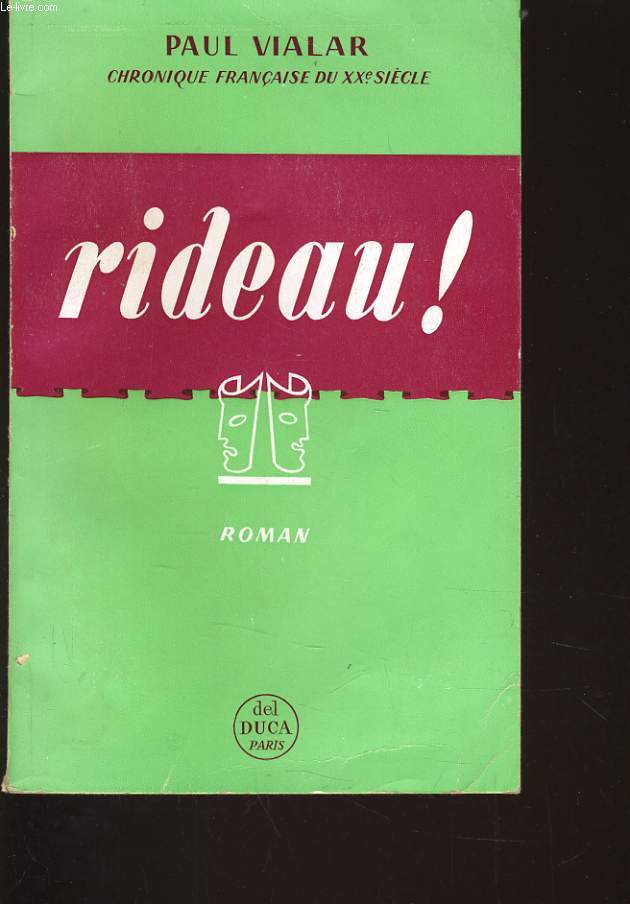 Le-livre.com
PAUL VIALAR
CHRONIQUE FRANÇAISE DU XXe SIÈCLE
rideau!
ROMAN
del
DUCA
PARIS